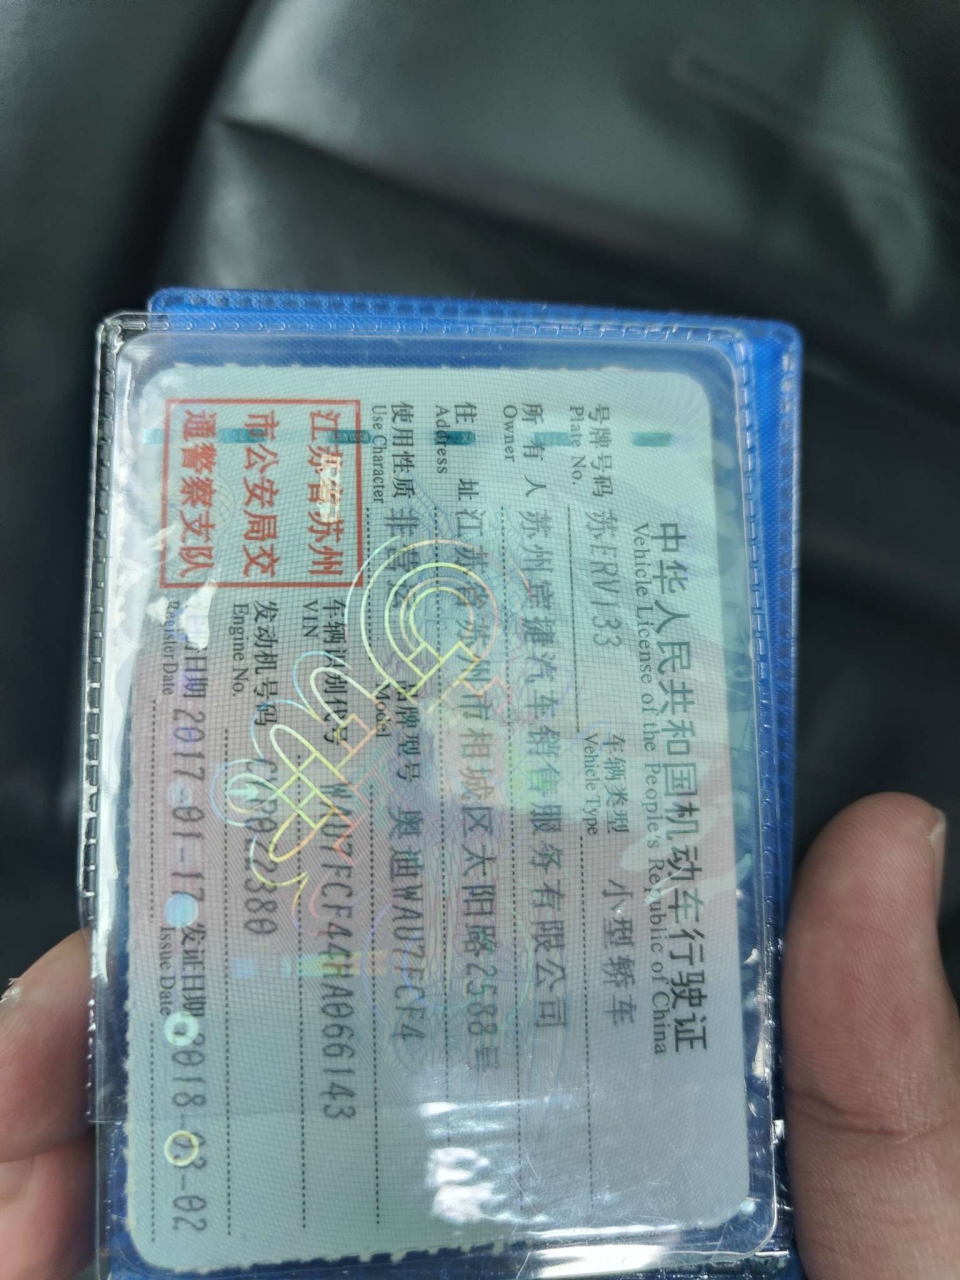 中华人民共和国机动车行驶证
Vehicle License of the People's Republic of China
号牌号码 苏ERV133 车辆类型 小型轿车
Plate No. Vehicle Type
所有人 苏州宝捷汽车销售服务有限公司
Owner
住址 江苏省苏州市相城区太阳路2588号
Address
使用性质 非 品牌型号 奥迪WAU7FCF4
Use Character Model
江苏省苏州
市公安局交
通警察支队
车辆识别代号 WAU7FCF44HA066143
VIN
发动机号码 022380
Engine No.
日期 2017-01-17 发证日期 2018-03-02
Register Date Issue Date